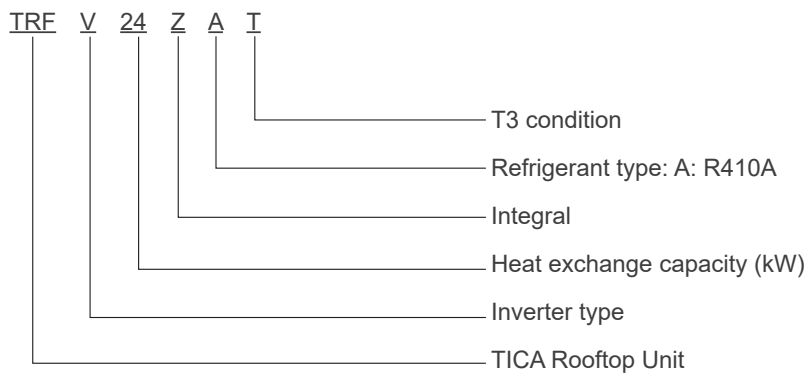 TRF V 24 Z A T
T3 condition
Refrigerant type: A: R410A
Integral
Heat exchange capacity (kW)
Inverter type
TICA Rooftop Unit